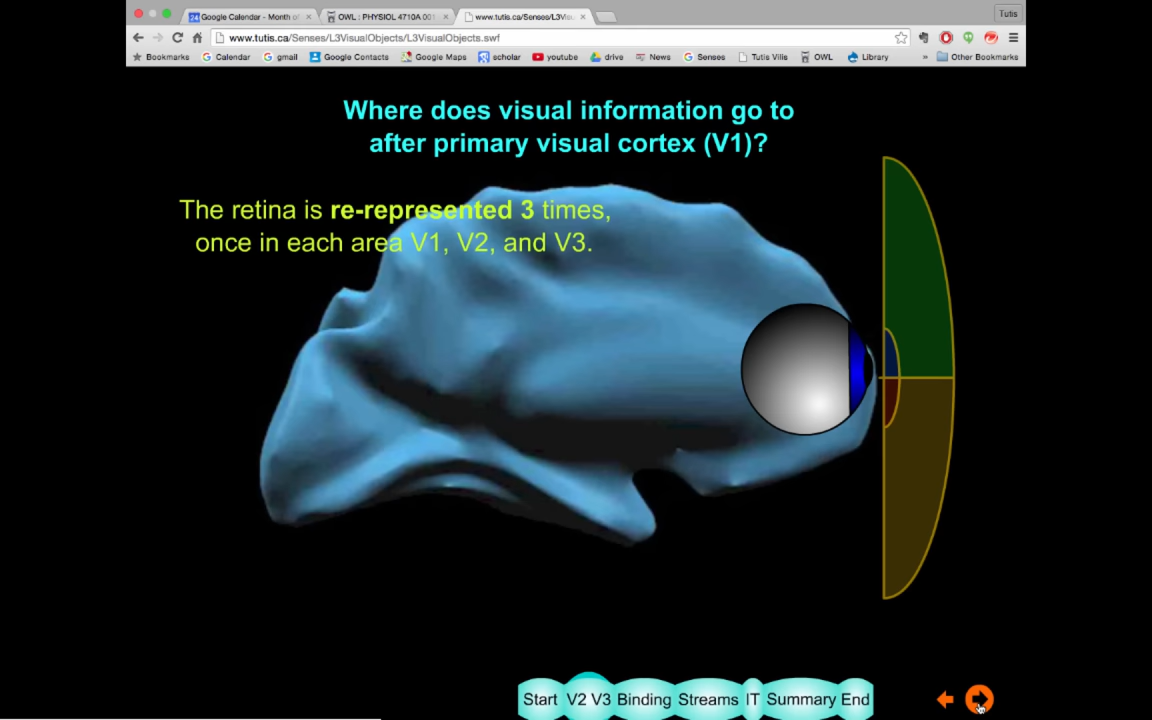 Google Calendar - Month of
OWL : PHYSIOL 4710A 001
www.tutis.ca/Senses/L3Visu
Tutis
www.tutis.ca/Senses/L3VisualObjects/L3VisualObjects.swf
Bookmarks Calendar gmail Google Contacts Google Maps scholar youtube drive News Senses Tutis Vilis OWL Library » Other Bookmarks
Where does visual information go to
after primary visual cortex (V1)?
The retina is re-represented 3 times,
once in each area V1, V2, and V3.
Start V2 V3 Binding Streams IT Summary End